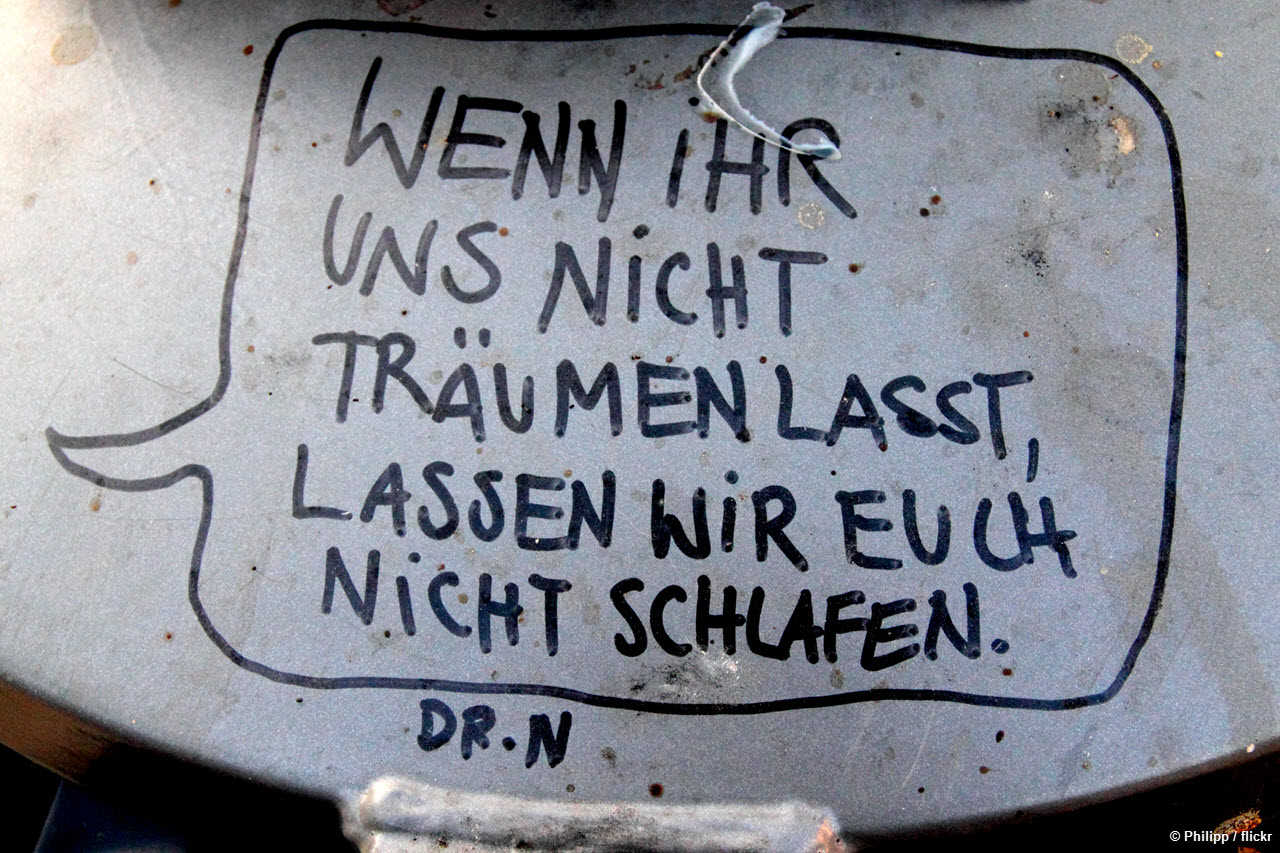 WENN iHR
UNS NiCHT
TRÄUMEN LASST,
LASSEN WiR EUCH
NiCHT SCHLAFEN.
DR.N
© Philipp / flickr